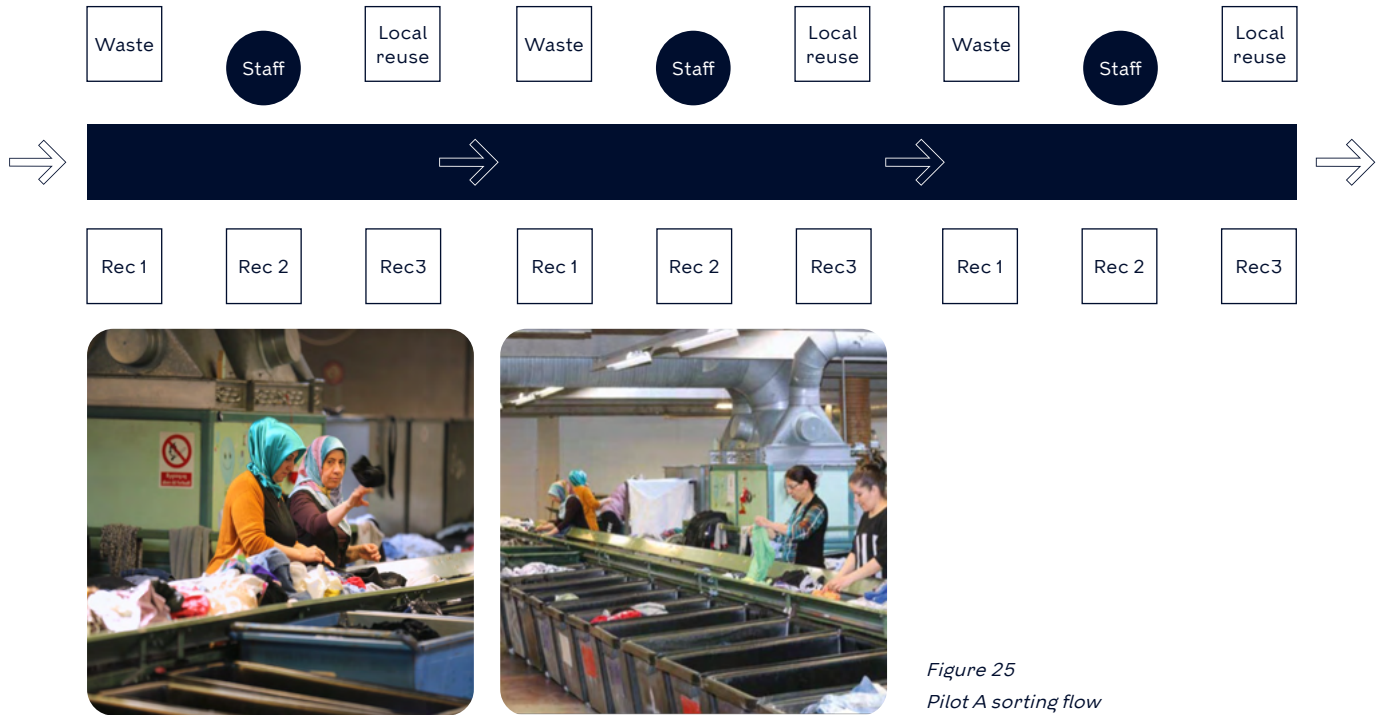 Waste
Staff
Local
reuse
Waste
Staff
Local
reuse
Waste
Staff
Local
reuse
Rec 1
Rec 2
Rec3
Rec 1
Rec 2
Rec3
Rec 1
Rec 2
Rec3
Figure 25
Pilot A sorting flow